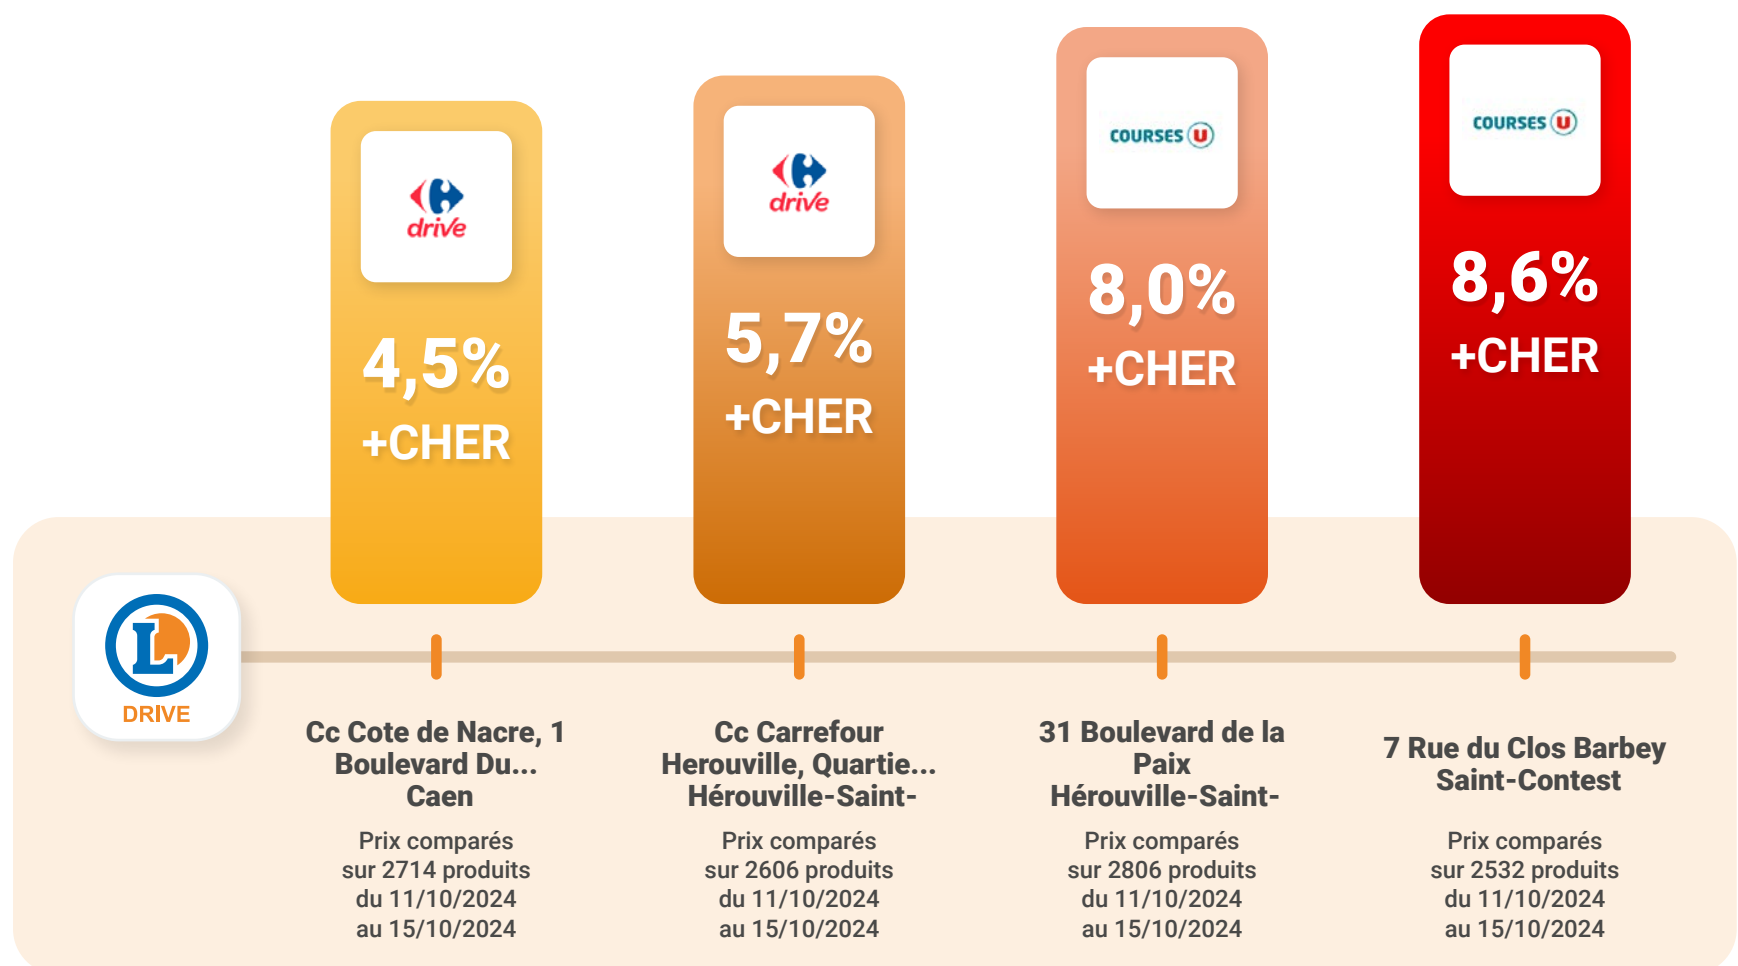 drive
4,5%
+CHER
drive
5,7%
+CHER
COURSES U
8,0%
+CHER
COURSES U
8,6%
+CHER
L
DRIVE
Cc Cote de Nacre, 1
Boulevard Du...
Caen
Prix comparés
sur 2714 produits
du 11/10/2024
au 15/10/2024
Cc Carrefour
Herouville, Quartie...
Hérouville-Saint-
Prix comparés
sur 2606 produits
du 11/10/2024
au 15/10/2024
31 Boulevard de la
Paix
Hérouville-Saint-
Prix comparés
sur 2806 produits
du 11/10/2024
au 15/10/2024
7 Rue du Clos Barbey
Saint-Contest
Prix comparés
sur 2532 produits
du 11/10/2024
au 15/10/2024